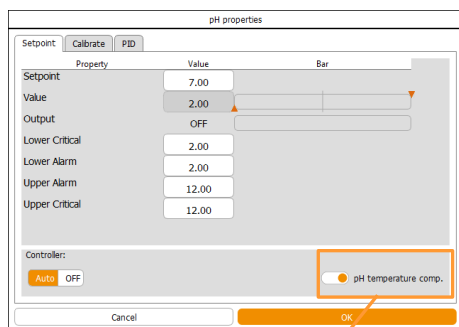 pH properties
Setpoint Calibrate PID
Property Value Bar
Setpoint 7.00
Value 2.00
Output OFF
Lower Critical 2.00
Lower Alarm 2.00
Upper Alarm 12.00
Upper Critical 12.00
Controller:
Auto OFF pH temperature comp.
Cancel OK